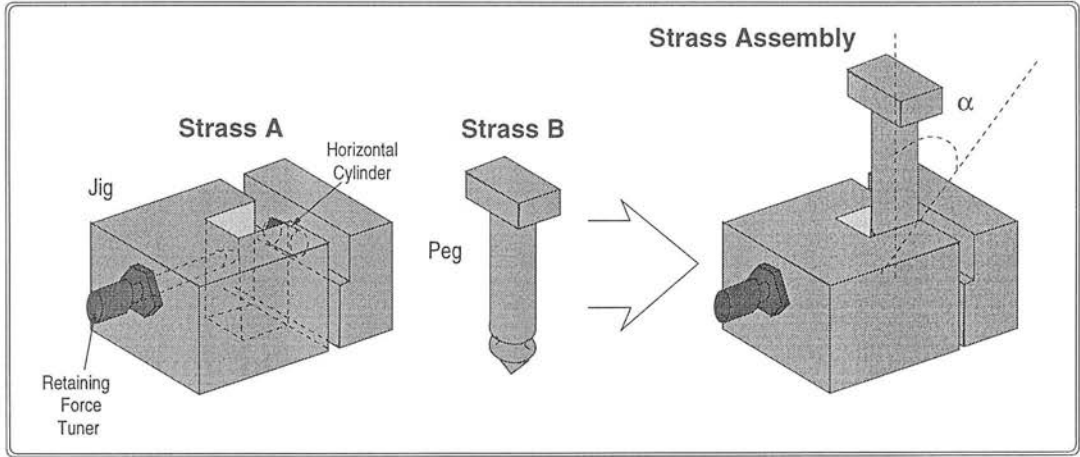 Strass Assembly
α
Strass A
Strass B
Horizontal
Cylinder
Jig
Peg
Retaining
Force
Tuner